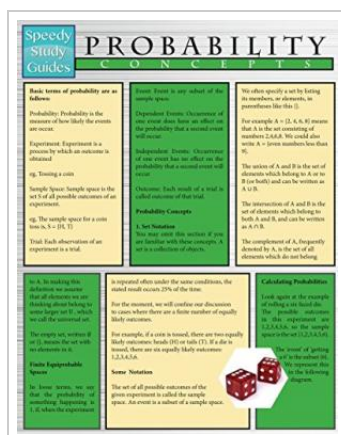 Speedy
Study
Guides
PROBABILITY
CONCEPTS
Basic terms of probability are as
follows:
Probability: Probability is the
measure of how likely the events
are occur.
Experiment: Experiment is a
process by which an outcome is
obtained
eg, Tossing a coin
Sample Space: Sample space is the
set S of all possible outcomes of an
experiment.
eg, The sample space for a coin
toss is, S = {H, T}
Trial: Each observation of an
experiment is a trial.
Event: Event is any subset of the
sample space.
Dependent Events: Occurrence
of one event does have an effect on
the probability that a second event
will occur.
Independent Events: Occurrence
of one event has no effect on the
probability that a second event will
occur.
Outcome: Each result of a trial is
called outcome of that trial.
Probability Concepts
1. Set Notation
You may omit this section if you
are familiar with these concepts. A
set is a collection of objects.
We often specify a set by listing
its members, or elements, in
parentheses like this {}.
For example A = {2, 4, 6, 8} means
that A is the set consisting of
numbers 2,4,6,8. We could also
write A = {even numbers less than
9}.
The union of A and B is the set of
elements which belong to A or to
B (or both) and can be written as
A ∪ B.
The intersection of A and B is the
set of elements which belong to
both A and B, and can be written
as A ∩ B.
The complement of A, frequently
denoted by A, is the set of all
elements which do not belong
to A. In making this
definition we assume
that all elements we are
thinking about belong to
some larger set U, which
we call the universal set.
The empty set, written
or {}, means the set with
no elements in it.
Finite Equiprobable
Spaces
In loose terms, we say
that the probability of
something happening is
if, when the experiment
is repeated often under the same conditions, the
stated result occurs 25% of the time.
For the moment, we will confine our discussion
to cases where there are a finite number of equally
likely outcomes.
For example, if a coin is tossed, there are two equally
likely outcomes: heads (H) or tails (T). If a die is
tossed, there are six equally likely outcomes:
1,2,3,4,5,6.
Some Notation
The set of all possible outcomes of the
given experiment is called the sample
space. An event is a subset of a sample space.
Calculating Probabilities
Look again at the example
of rolling a six faced die.
The possible outcomes
in this experiment are
1,2,3,4,5,6, so the sample
space is the set {1,2,3,4,5,6}.
The 'event' of 'getting
is the subset {6}.
We represent this
in the following
diagram.